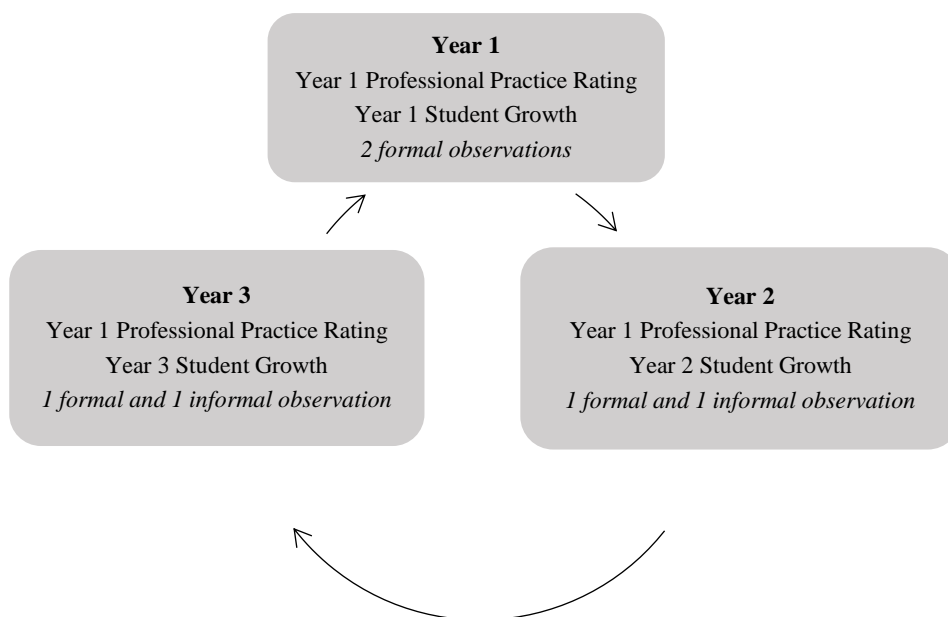 Year 1
Year 1 Professional Practice Rating
Year 1 Student Growth
2 formal observations
Year 3
Year 1 Professional Practice Rating
Year 3 Student Growth
1 formal and 1 informal observation
Year 2
Year 1 Professional Practice Rating
Year 2 Student Growth
1 formal and 1 informal observation